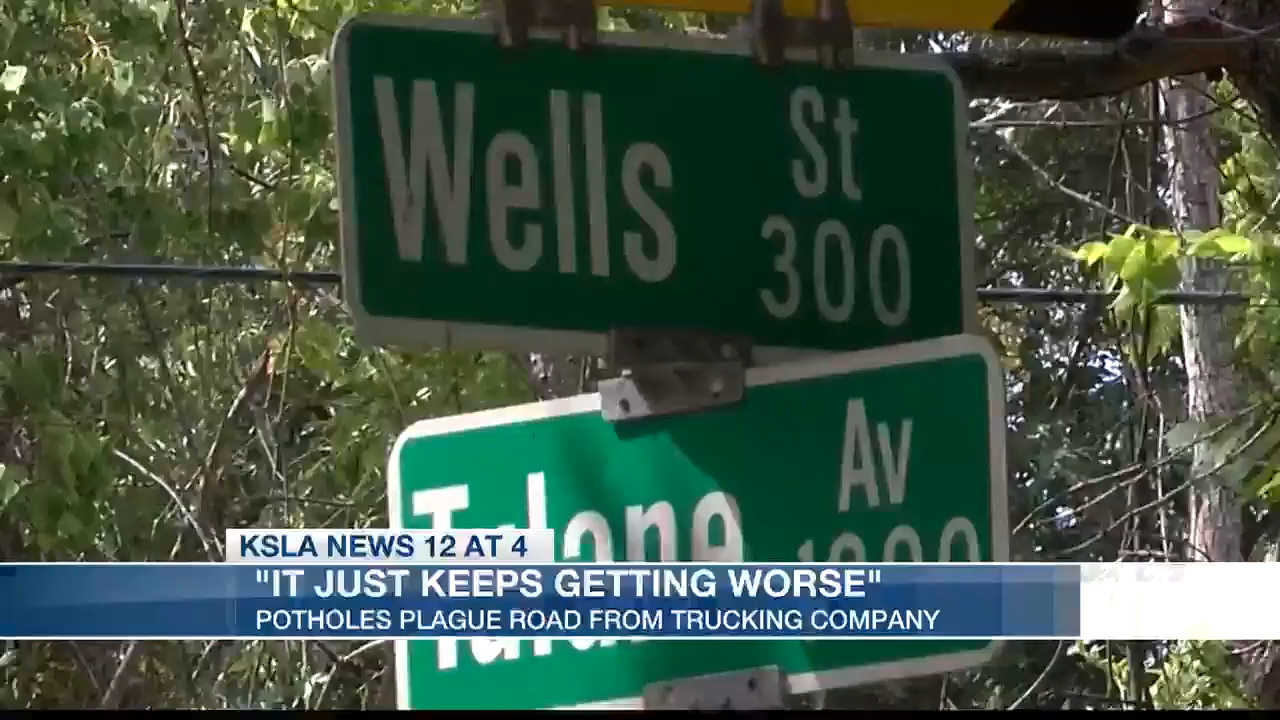 Wells St
300
Tulane Av
KSLA NEWS 12 AT 4
"IT JUST KEEPS GETTING WORSE"
POTHOLES PLAGUE ROAD FROM TRUCKING COMPANY